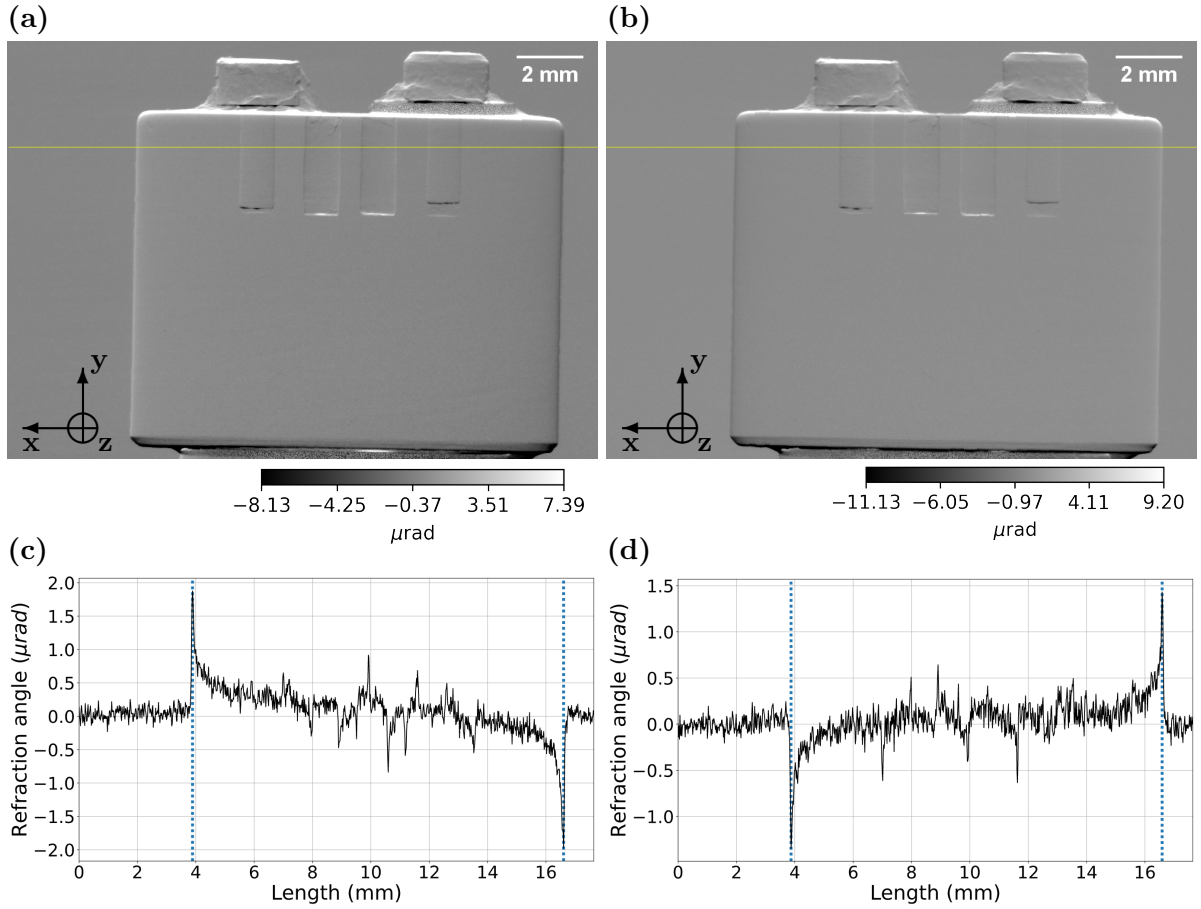 (a)
(b)
2 mm
2 mm
y
x
z
y
x
z
−8.13 −4.25 −0.37 3.51 7.39
μrad
−11.13 −6.05 −0.97 4.11 9.20
μrad
(c)
(d)
Refraction angle (μrad)
2.0
1.5
1.0
0.5
0.0
−0.5
−1.0
−1.5
−2.0
0 2 4 6 8 10 12 14 16
Length (mm)
Refraction angle (μrad)
1.5
1.0
0.5
0.0
−0.5
−1.0
0 2 4 6 8 10 12 14 16
Length (mm)